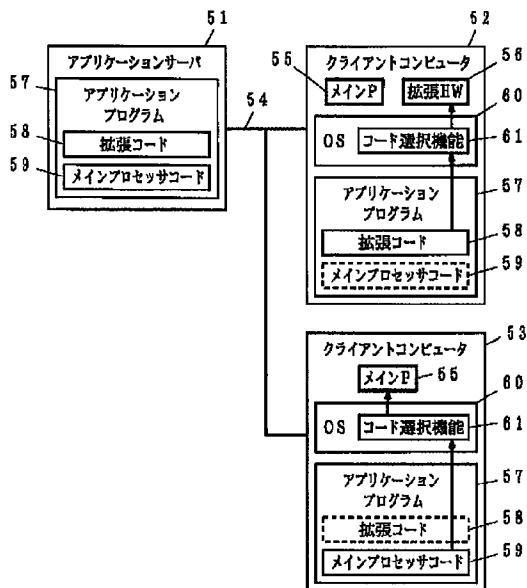 51
アプリケーションサーバ
57
アプリケーション
プログラム
58
拡張コード
59
メインプロセッサコード
54
52
クライアントコンピュータ
55
メインP
56
拡張HW
60
OS
コード選択機能
61
57
アプリケーション
プログラム
58
拡張コード
59
メインプロセッサコード
53
クライアントコンピュータ
55
メインP
60
OS
コード選択機能
61
57
アプリケーション
プログラム
58
拡張コード
59
メインプロセッサコード